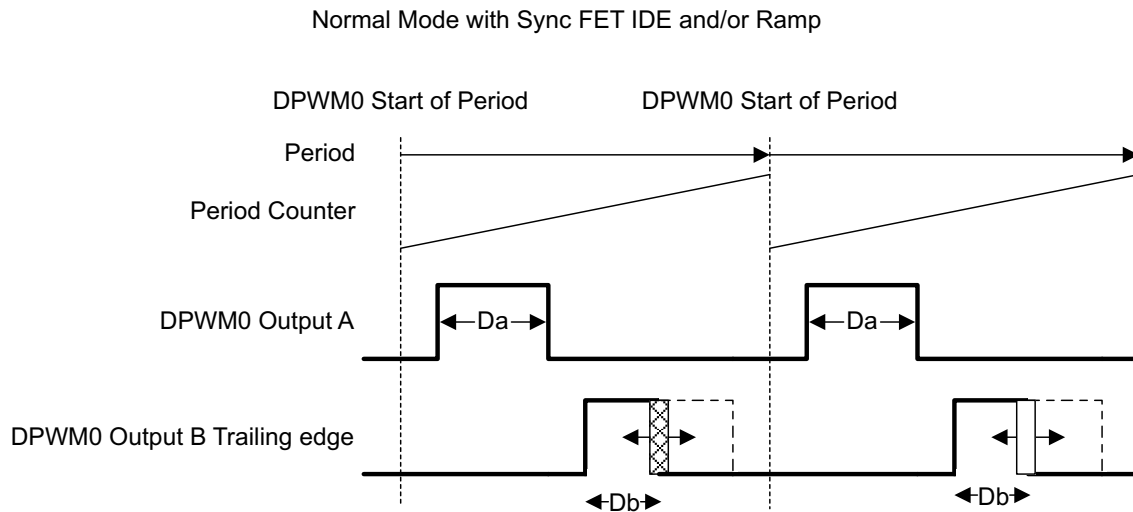 Normal Mode with Sync FET IDE and/or Ramp
DPWM0 Start of Period
DPWM0 Start of Period
Period
Period Counter
DPWM0 Output A
Da
Da
DPWM0 Output B Trailing edge
Db
Db